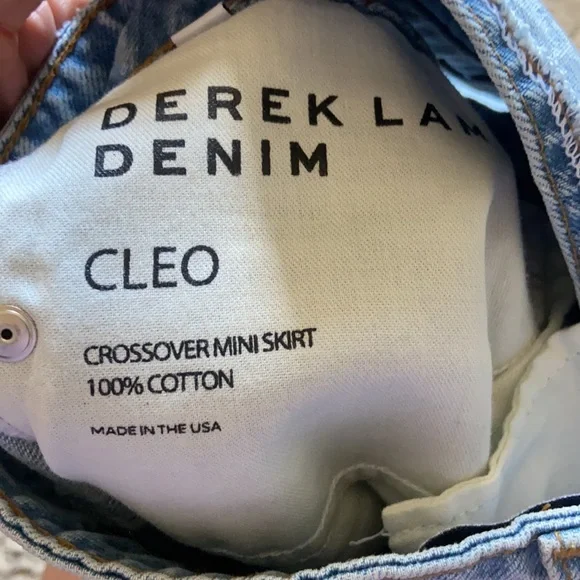 DEREK LAM
DENIM
CLEO
CROSSOVER MINI SKIRT
100% COTTON
MADE IN THE USA